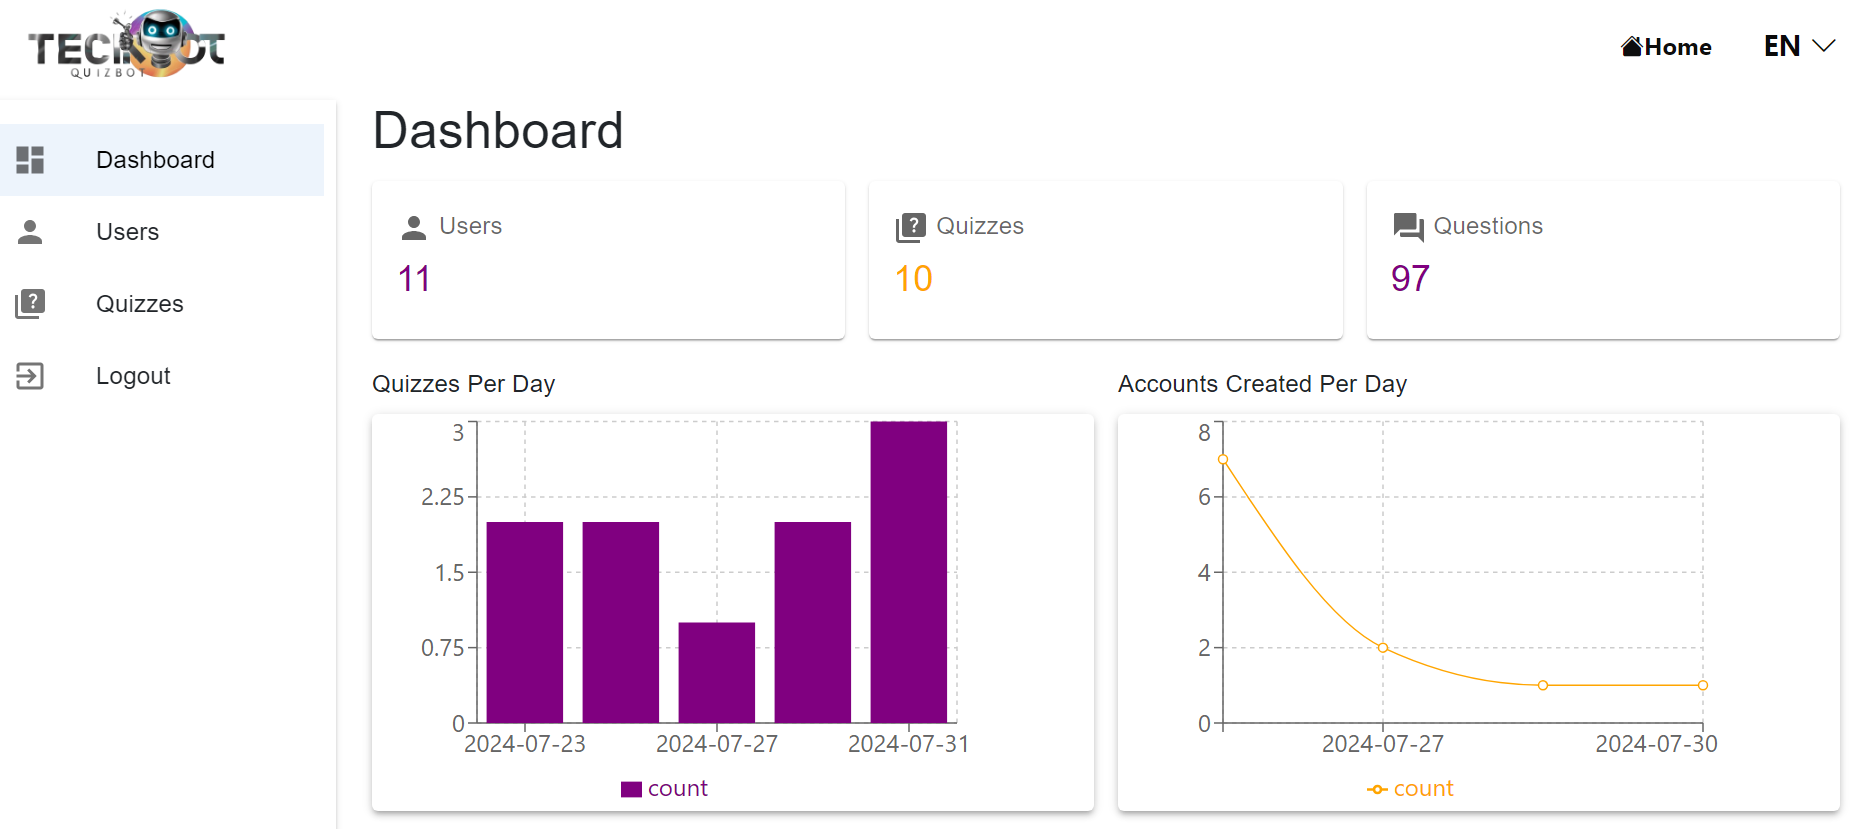 QUIZBOT
Home
EN
Dashboard
Users
Quizzes
Logout
Dashboard
Users
11
Quizzes
10
Questions
97
Quizzes Per Day
3
2.25
1.5
0.75
0
2024-07-23 2024-07-27 2024-07-31
count
Accounts Created Per Day
8
6
4
2
0
2024-07-27 2024-07-30
count